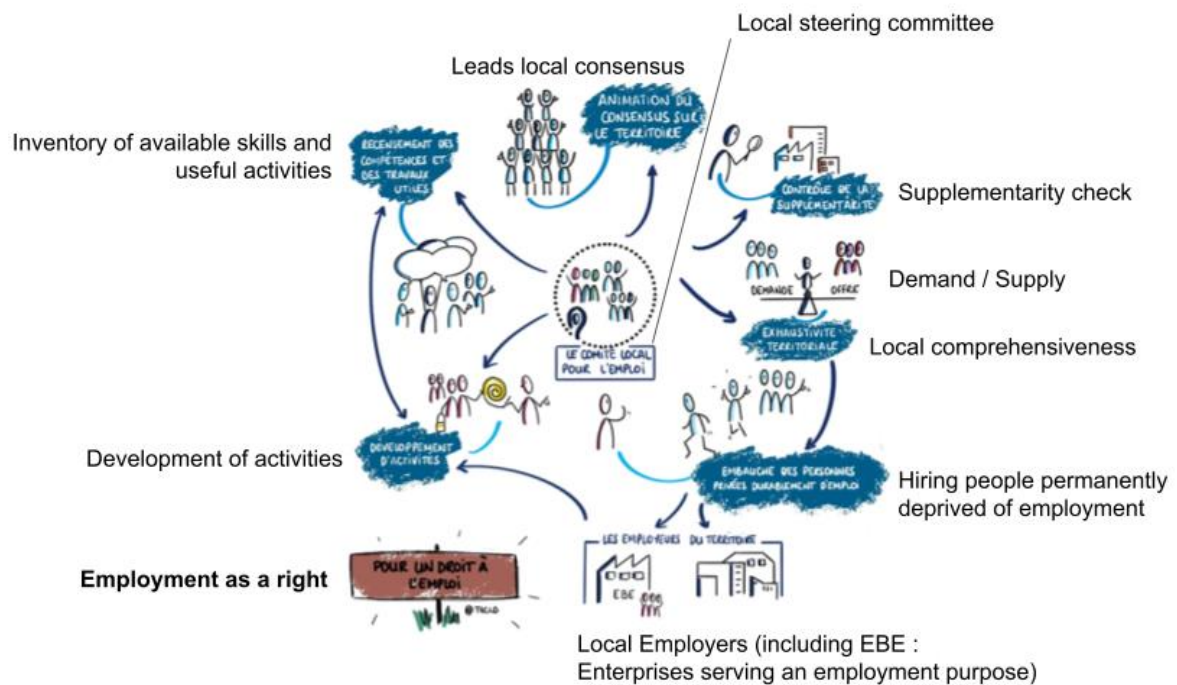 Local steering committee
Leads local consensus
ANIMATION DU
CONSENSUS SUR
LE TERRITOIRE
Inventory of available skills and
useful activities
RECENSEMENT DES
COMPÉTENCES ET
DES TRAVAUX
UTILES
CONTRÔLE DE LA
SUPPLÉMENTARITÉ
Supplementarity check
DEMANDE
OFFRE
Demand / Supply
EXHAUSTIVITÉ
TERRITORIALE
Local comprehensiveness
LE COMITÉ LOCAL
POUR L'EMPLOI
Development of activities
DÉVELOPPEMENT
D'ACTIVITÉS
EMBAUCHE DES PERSONNES
PRIVÉES DURABLEMENT D'EMPLOI
Hiring people permanently
deprived of employment
LES EMPLOYEURS DU TERRITOIRE
EBE
Employment as a right
POUR UN DROIT À
L'EMPLOI
Local Employers (including EBE :
Enterprises serving an employment purpose)